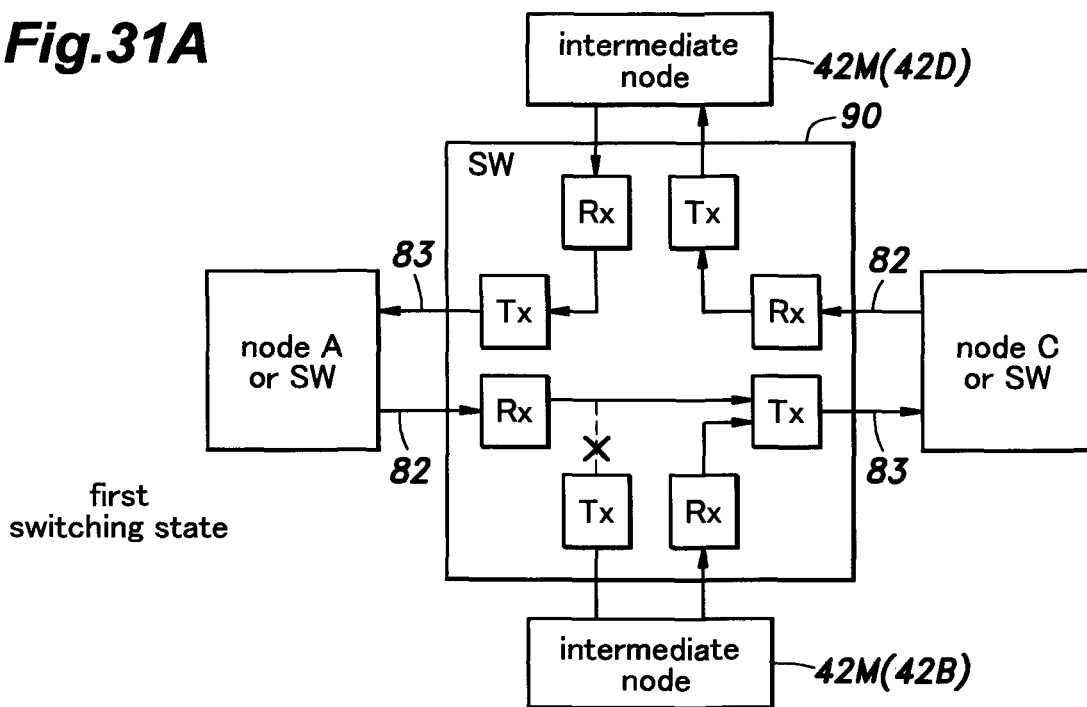 Fig.31A
intermediate
node
42M(42D)
90
SW
Rx
Tx
83
82
Tx
Rx
node A
or SW
node C
or SW
Rx
Tx
82
83
first
switching state
Tx
Rx
intermediate
node
42M(42B)